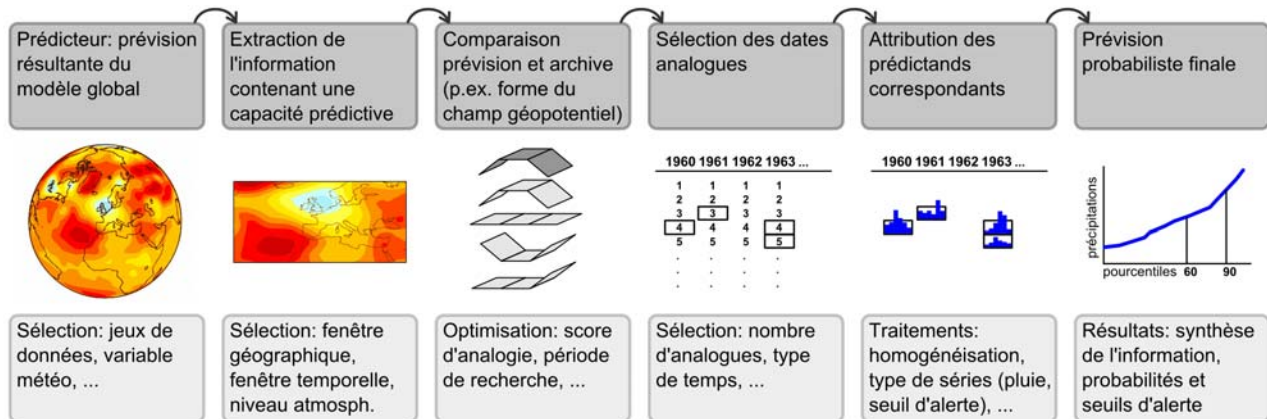 Prédicteur: prévision
résultante du
modèle global
Extraction de
l'information
contenant une
capacité prédictive
Comparaison
prévision et archive
(p.ex. forme du
champ géopotentiel)
Sélection des dates
analogues
Attribution des
prédictands
correspondants
Prévision
probabiliste finale
1960 1961 1962 1963 ...
1 1 1 1
2 2 2 2
3 3 3 3
4 4 4 4
5 5 5 5
. . . .
. . . .
. . . .
1960 1961 1962 1963 ...
précipitations
pourcentiles 60 90
Sélection: jeux de
données, variable
météo, ...
Sélection: fenêtre
géographique,
fenêtre temporelle,
niveau atmosph.
Optimisation: score
d'analogie, période
de recherche, ...
Sélection: nombre
d'analogues, type
de temps, ...
Traitements:
homogénéisation,
type de séries (pluie,
seuil d'alerte), ...
Résultats: synthèse
de l'information,
probabilités et
seuils d'alerte